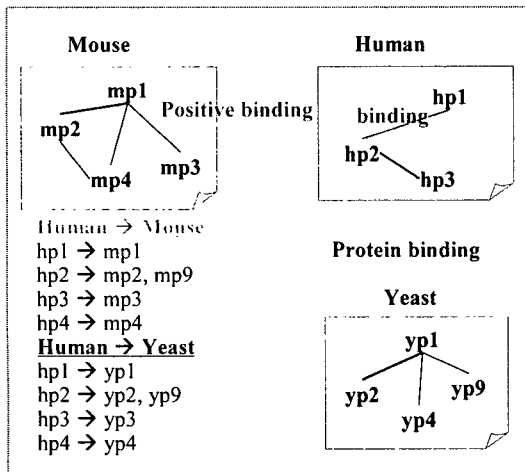 Mouse
mp1
mp2
mp4
mp3
Positive binding
Human
hp1
binding
hp2
hp3
Human → Mouse
hp1 → mp1
hp2 → mp2, mp9
hp3 → mp3
hp4 → mp4
Human → Yeast
hp1 → yp1
hp2 → yp2, yp9
hp3 → yp3
hp4 → yp4
Protein binding
Yeast
yp1
yp2
yp4
yp9